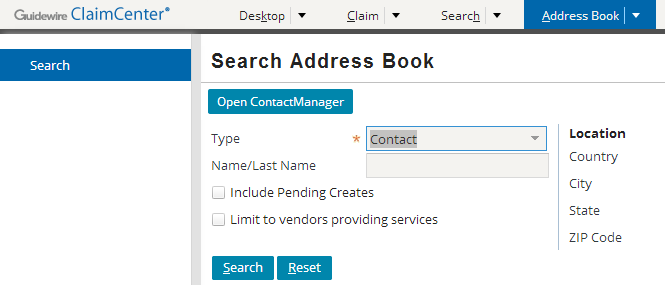 Guidewire ClaimCenter® Desktop Claim Search Address Book
Search
Search Address Book
Open ContactManager
Type * Contact
Name/Last Name
Include Pending Creates
Limit to vendors providing services
Search Reset
Location
Country
City
State
ZIP Code